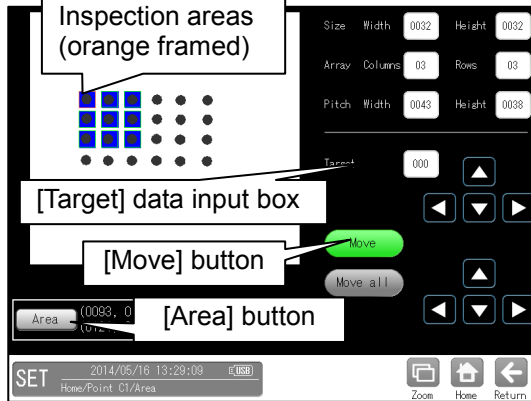 Inspection areas
(orange framed)
Size Width 0032 Height 0032
Array Columns 03 Rows 03
Pitch Width 0043 Height 0038
Target 000
[Target] data input box
Move
[Move] button
Move all
Area (0093, 0
[Area] button
SET 2014/05/16 13:29:09 USB
Home/Point C1/Area
Zoom Home Return